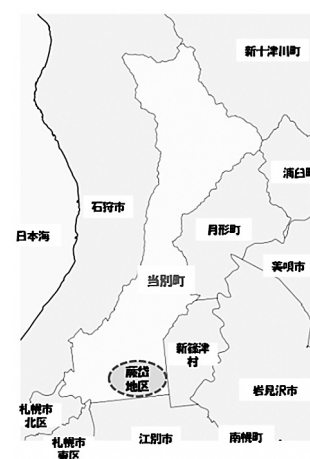 新十津川町
浦臼町
石狩市
月形町
日本海
美唄市
当別町
新篠津
村
蕨岱
地区
岩見沢市
札幌市
北区
札幌市
東区
江別市
南幌町